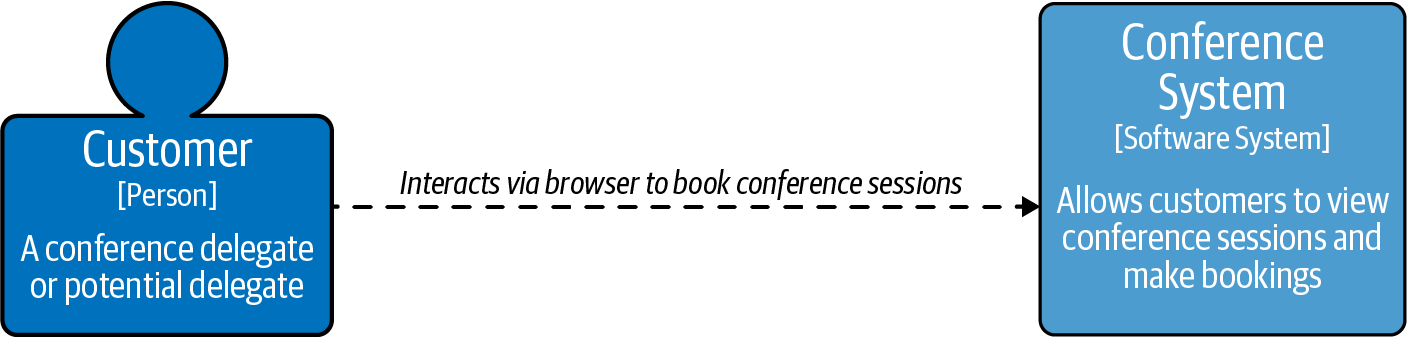 Customer
[Person]
A conference delegate
or potential delegate
Interacts via browser to book conference sessions
Conference
System
[Software System]
Allows customers to view
conference sessions and
make bookings